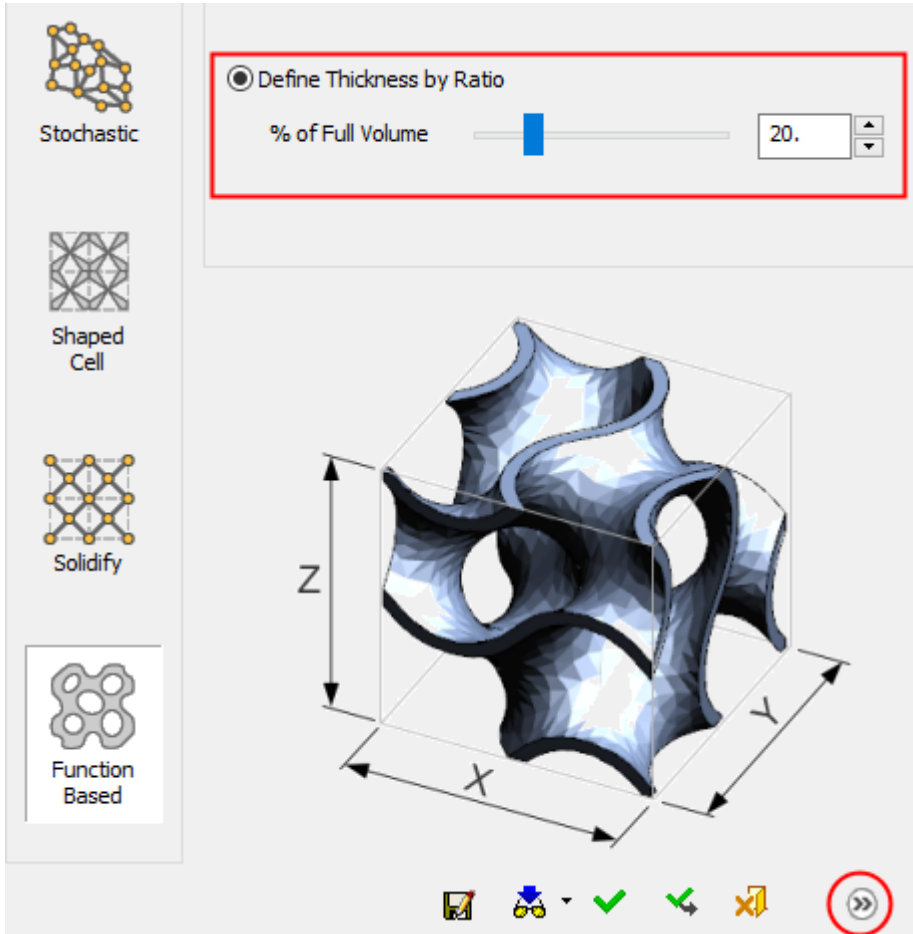 Stochastic
Shaped
Cell
Solidify
Function
Based
Define Thickness by Ratio
% of Full Volume
20.
Z
X
Y